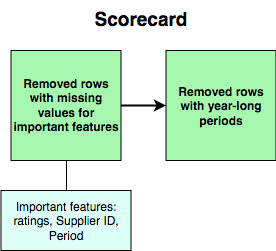 Scorecard
Removed rows
with missing
values for
important features
Removed rows
with year-long
periods
Important features:
ratings, Supplier ID,
Period